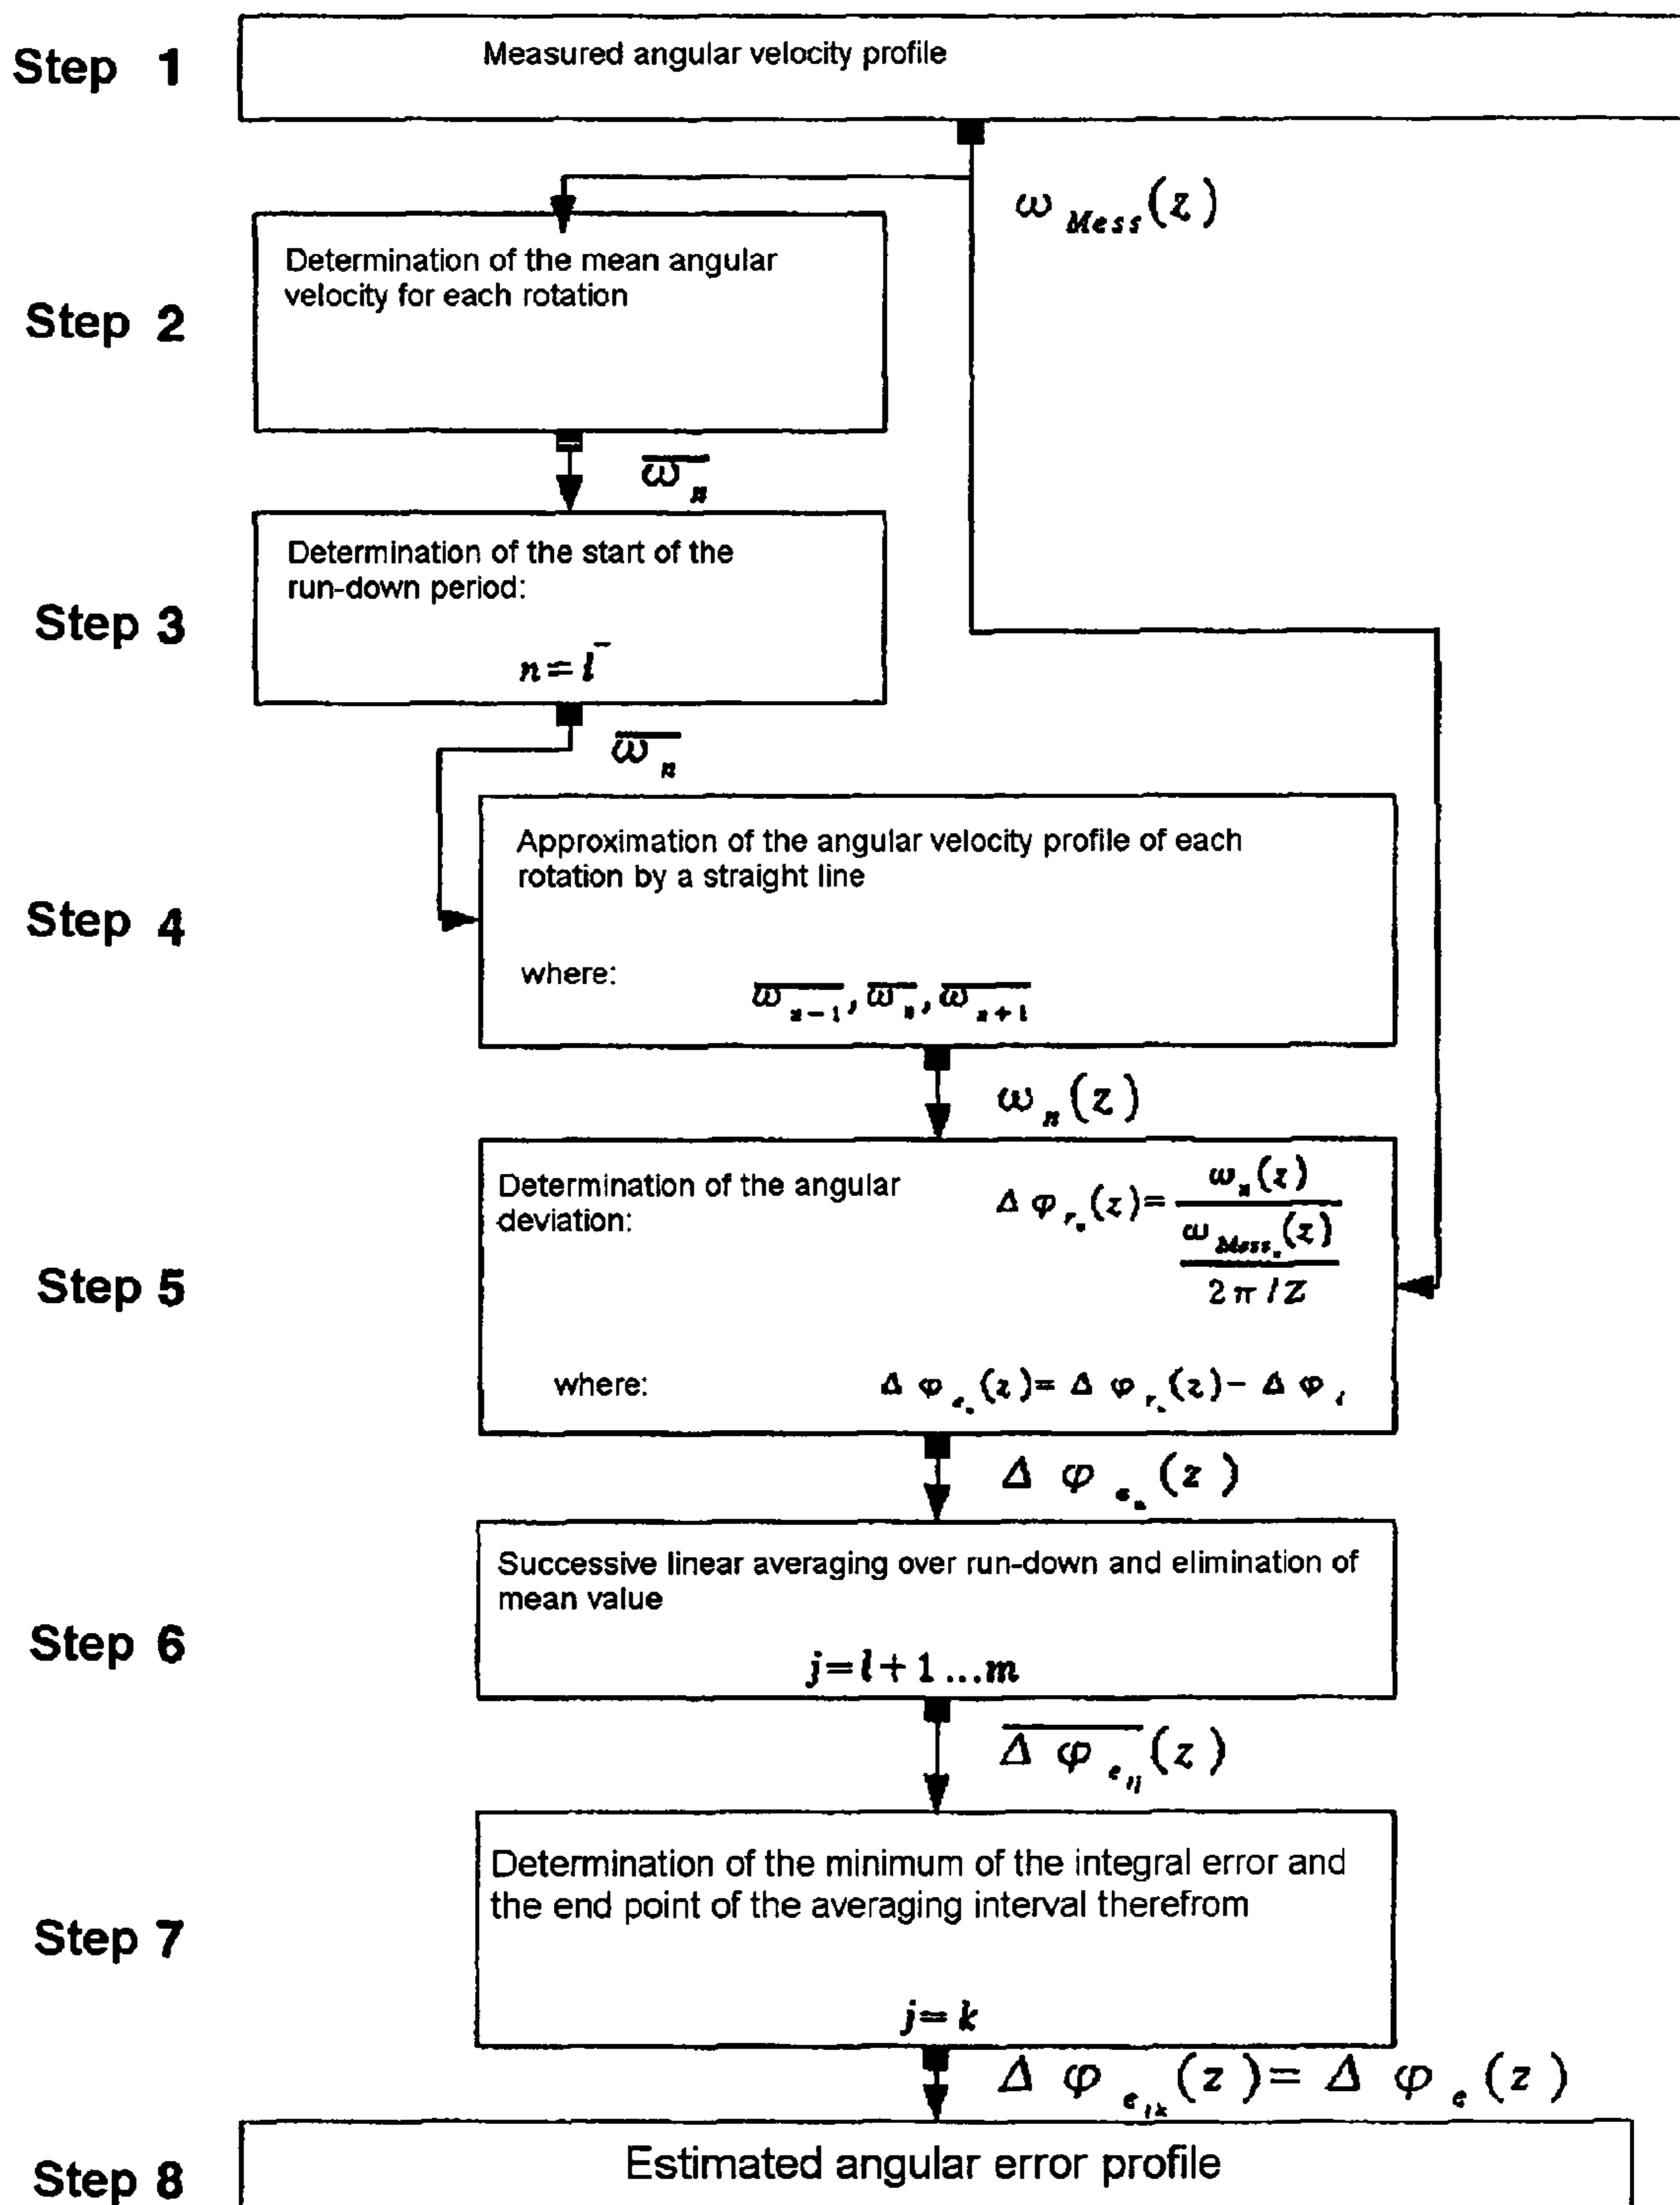 Step 1
Measured angular velocity profile
ω Mess (z)
Step 2
Determination of the mean angular
velocity for each rotation
ω̅ n
Step 3
Determination of the start of the
run-down period:
n = l
ω̅ n
Step 4
Approximation of the angular velocity profile of each
rotation by a straight line
where:
ω̅ n-1, ω̅ n, ω̅ n+1
ω n (z)
Step 5
Determination of the angular
deviation:
Δ φ r n (z) = ω n (z)
ω Mess n (z)
2 π / Z
where:
Δ φ e n (z) = Δ φ r n (z) - Δ φ i
Δ φ e n (z)
Step 6
Successive linear averaging over run-down and elimination of
mean value
j = l + 1 ... m
Δ φ e lj (z)
Step 7
Determination of the minimum of the integral error and
the end point of the averaging interval therefrom
j = k
Δ φ e lk (z) = Δ φ e (z)
Step 8
Estimated angular error profile